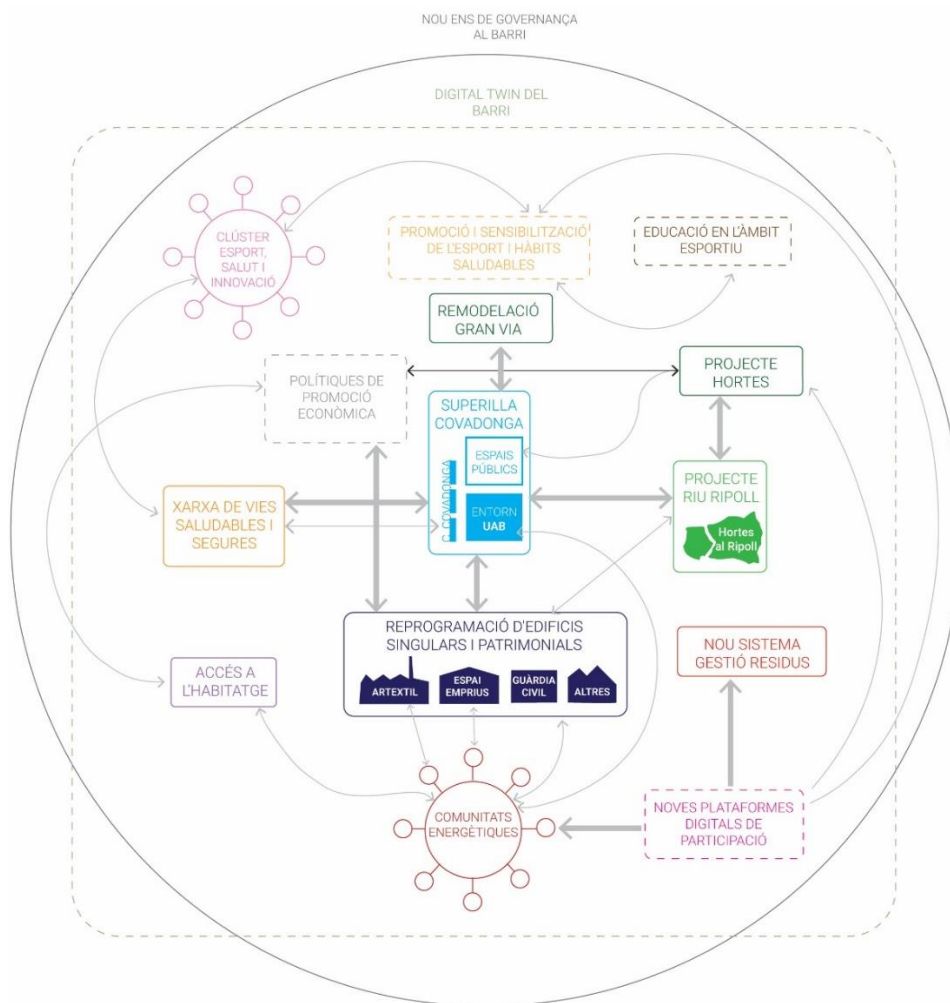 NOU ENS DE GOVERNANÇA
AL BARRI
DIGITAL TWIN DEL
BARRI
CLÚSTER
ESPORT,
SALUT I
INNOVACIÓ
PROMOCIÓ I SENSIBILITZACIÓ
DE L'ESPORT I HÀBITS
SALUDABLES
EDUCACIÓ EN L'ÀMBIT
ESPORTIU
REMODELACIÓ
GRAN VIA
POLÍTIQUES DE
PROMOCIÓ
ECONÒMICA
PROJECTE
HORTES
SUPERILLA
COVADONGA
ESPAIS
PÚBLICS
C. COVADONGA
ENTORN
UAB
XARXA DE VIES
SALUDABLES I
SEGURES
PROJECTE
RIU RIPOLL
Hortes
al Ripoll
REPROGRAMACIÓ D'EDIFICIS
SINGULARS I PATRIMONIALS
ARTEXTIL
ESPAI
EMPRIUS
GUÀRDIA
CIVIL
ALTRES
NOU SISTEMA
GESTIÓ RESIDUS
ACCÉS A
L'HABITATGE
COMUNITATS
ENERGÈTIQUES
NOVES PLATAFORMES
DIGITALS DE
PARTICIPACIÓ